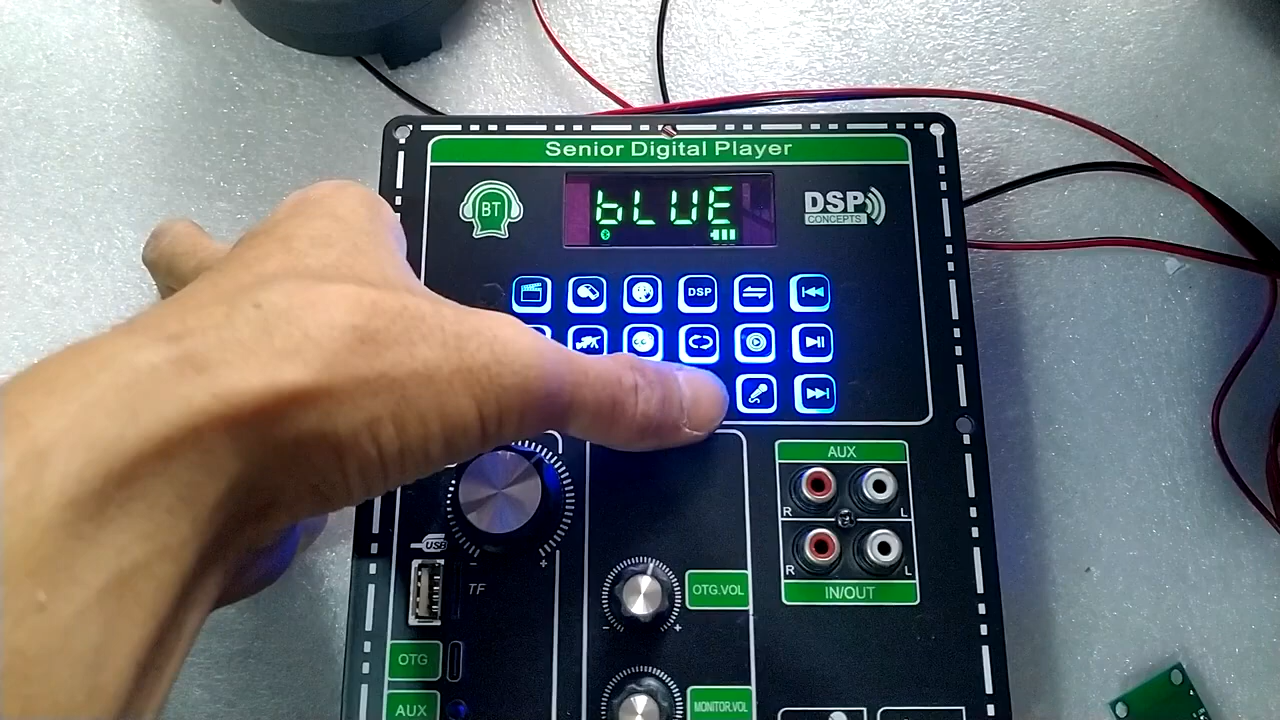 Senior Digital Player
BT
bLUE
DSP
CONCEPTS
DSP
AUX
R
L
R
L
IN/OUT
USB
- +
TF
OTG.VOL
- +
OTG
AUX
MONITOR.VOL